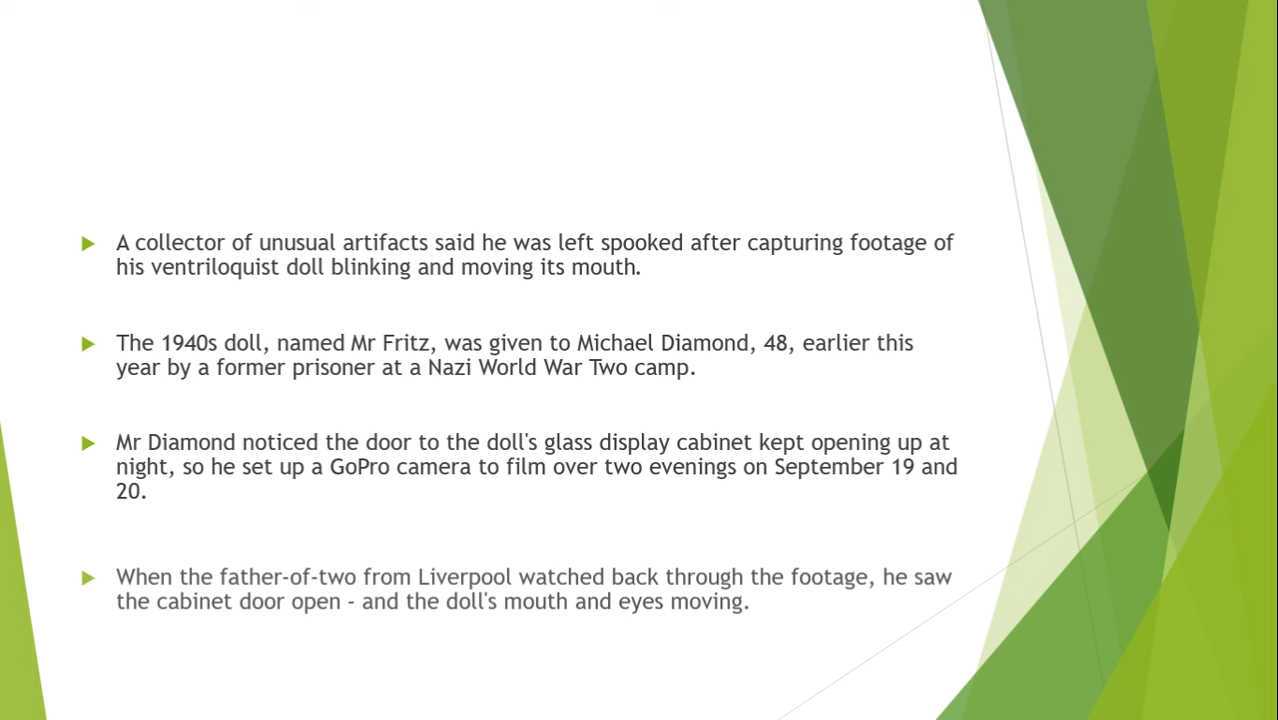 A collector of unusual artifacts said he was left spooked after capturing footage of
his ventriloquist doll blinking and moving its mouth.
The 1940s doll, named Mr Fritz, was given to Michael Diamond, 48, earlier this
year by a former prisoner at a Nazi World War Two camp.
Mr Diamond noticed the door to the doll's glass display cabinet kept opening up at
night, so he set up a GoPro camera to film over two evenings on September 19 and
20.
When the father-of-two from Liverpool watched back through the footage, he saw
the cabinet door open - and the doll's mouth and eyes moving.